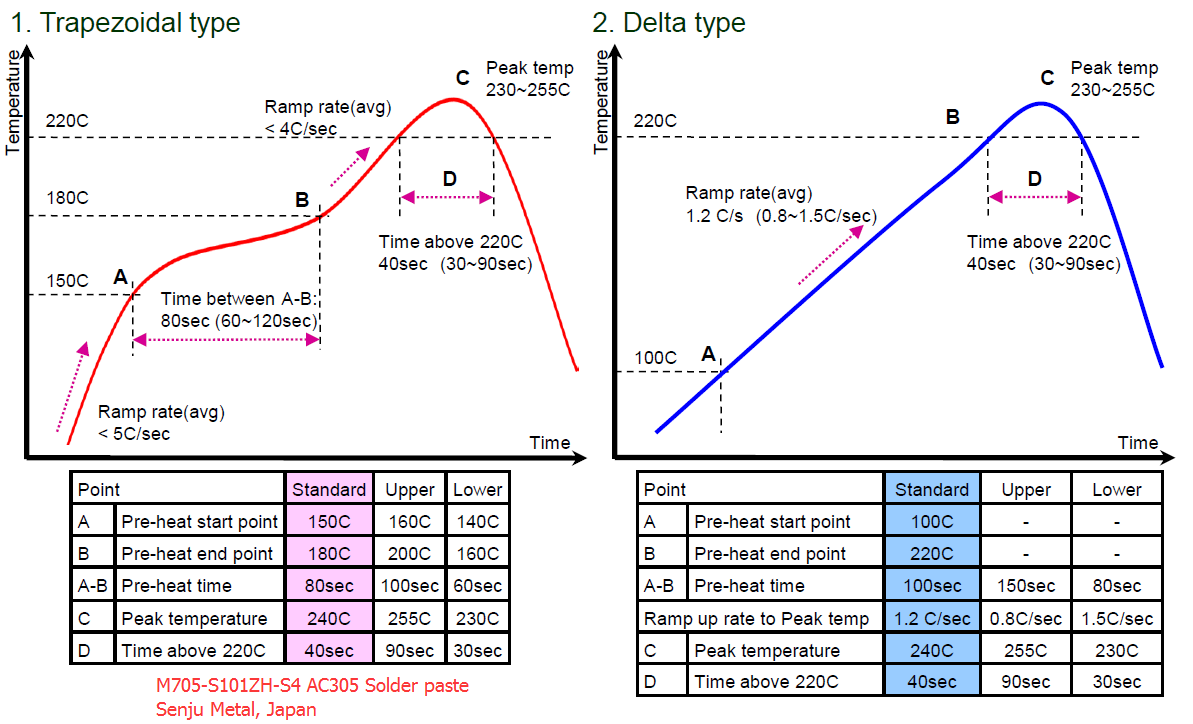 1. Trapezoidal type
Temperature
C
Peak temp
230~255C
Ramp rate(avg)
< 4C/sec
220C
D
180C
B
Time above 220C
40sec (30~90sec)
A
150C
Time between A-B:
80sec (60~120sec)
Ramp rate(avg)
< 5C/sec
Time
Point Standard Upper Lower
A Pre-heat start point 150C 160C 140C
B Pre-heat end point 180C 200C 160C
A-B Pre-heat time 80sec 100sec 60sec
C Peak temperature 240C 255C 230C
D Time above 220C 40sec 90sec 30sec
M705-S101ZH-S4 AC305 Solder paste
Senju Metal, Japan
2. Delta type
Temperature
C
Peak temp
230~255C
220C
B
D
Ramp rate(avg)
1.2 C/s (0.8~1.5C/sec)
Time above 220C
40sec (30~90sec)
100C
A
Time
Point Standard Upper Lower
A Pre-heat start point 100C - -
B Pre-heat end point 220C - -
A-B Pre-heat time 100sec 150sec 80sec
Ramp up rate to Peak temp 1.2 C/sec 0.8C/sec 1.5C/sec
C Peak temperature 240C 255C 230C
D Time above 220C 40sec 90sec 30sec